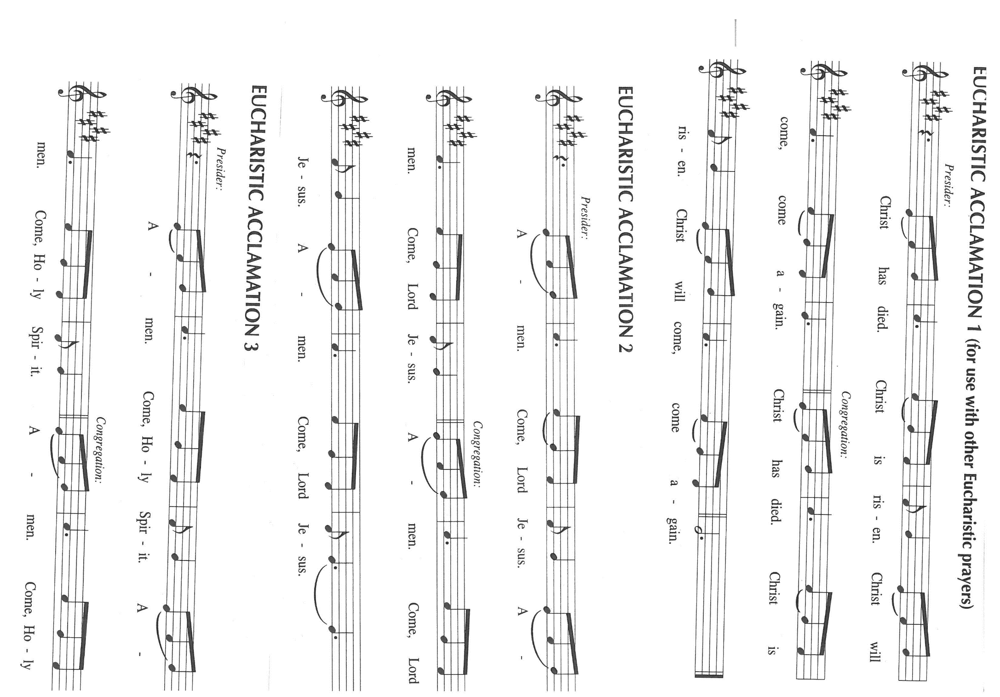 EUCHARISTIC ACCLAMATION 1 (for use with other Eucharistic prayers)
Presider:
Christ has died. Christ is ris - en. Christ will
Congregation:
come, come a - gain. Christ has died. Christ is
ris - en. Christ will come, come a - gain.
EUCHARISTIC ACCLAMATION 2
Presider:
A - men. Come, Lord Je - sus. A -
Congregation:
men. Come, Lord Je - sus. A - men. Come, Lord
Je - sus. A - men. Come, Lord Je - sus.
EUCHARISTIC ACCLAMATION 3
Presider:
A - men. Come, Ho - ly Spir - it. A -
Congregation:
men. Come, Ho - ly Spir - it. A - men. Come, Ho - ly